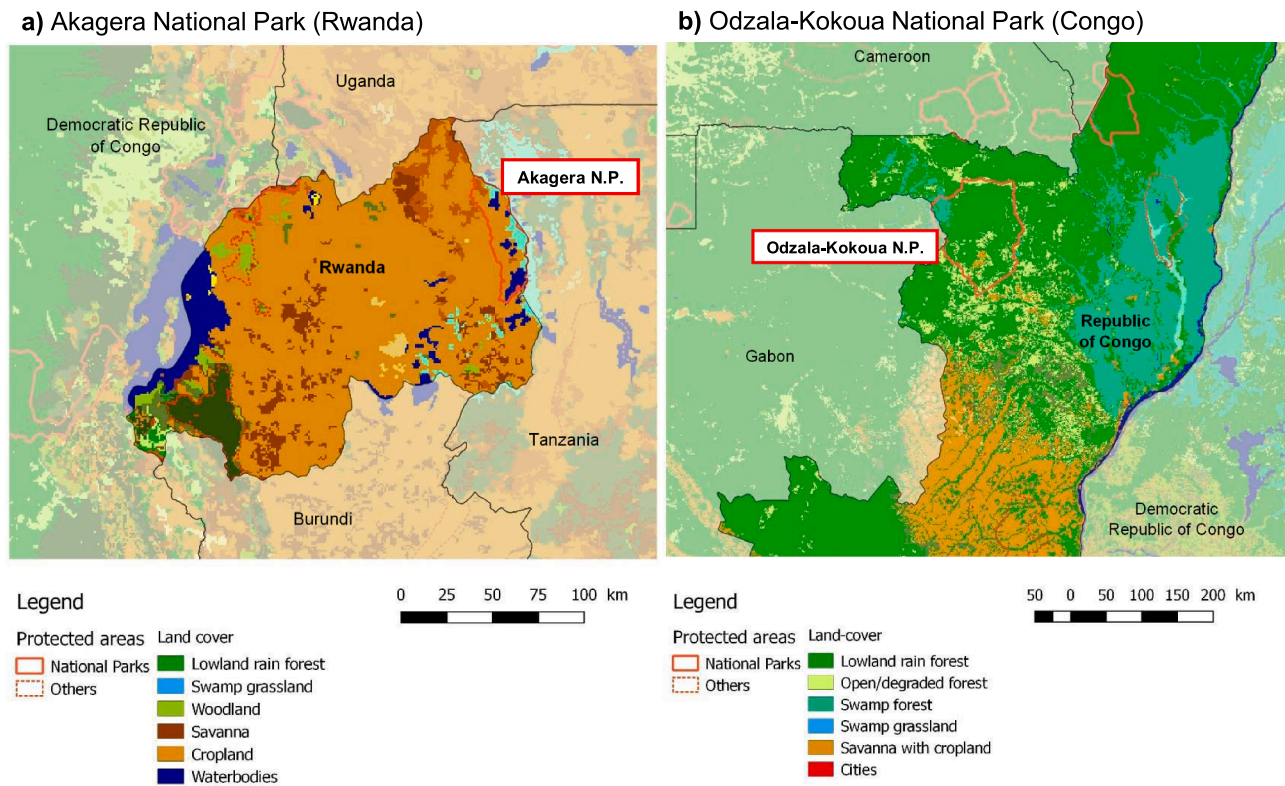 a) Akagera National Park (Rwanda)
Uganda
Democratic Republic
of Congo
Akagera N.P.
Rwanda
Tanzania
Burundi
Legend
0 25 50 75 100 km
Protected areas
National Parks
Others
Land cover
Lowland rain forest
Swamp grassland
Woodland
Savanna
Cropland
Waterbodies
b) Odzala-Kokoua National Park (Congo)
Cameroon
Odzala-Kokoua N.P.
Republic
of Congo
Gabon
Democratic
Republic of Congo
Legend
50 0 50 100 150 200 km
Protected areas
National Parks
Others
Land-cover
Lowland rain forest
Open/degraded forest
Swamp forest
Swamp grassland
Savanna with cropland
Cities